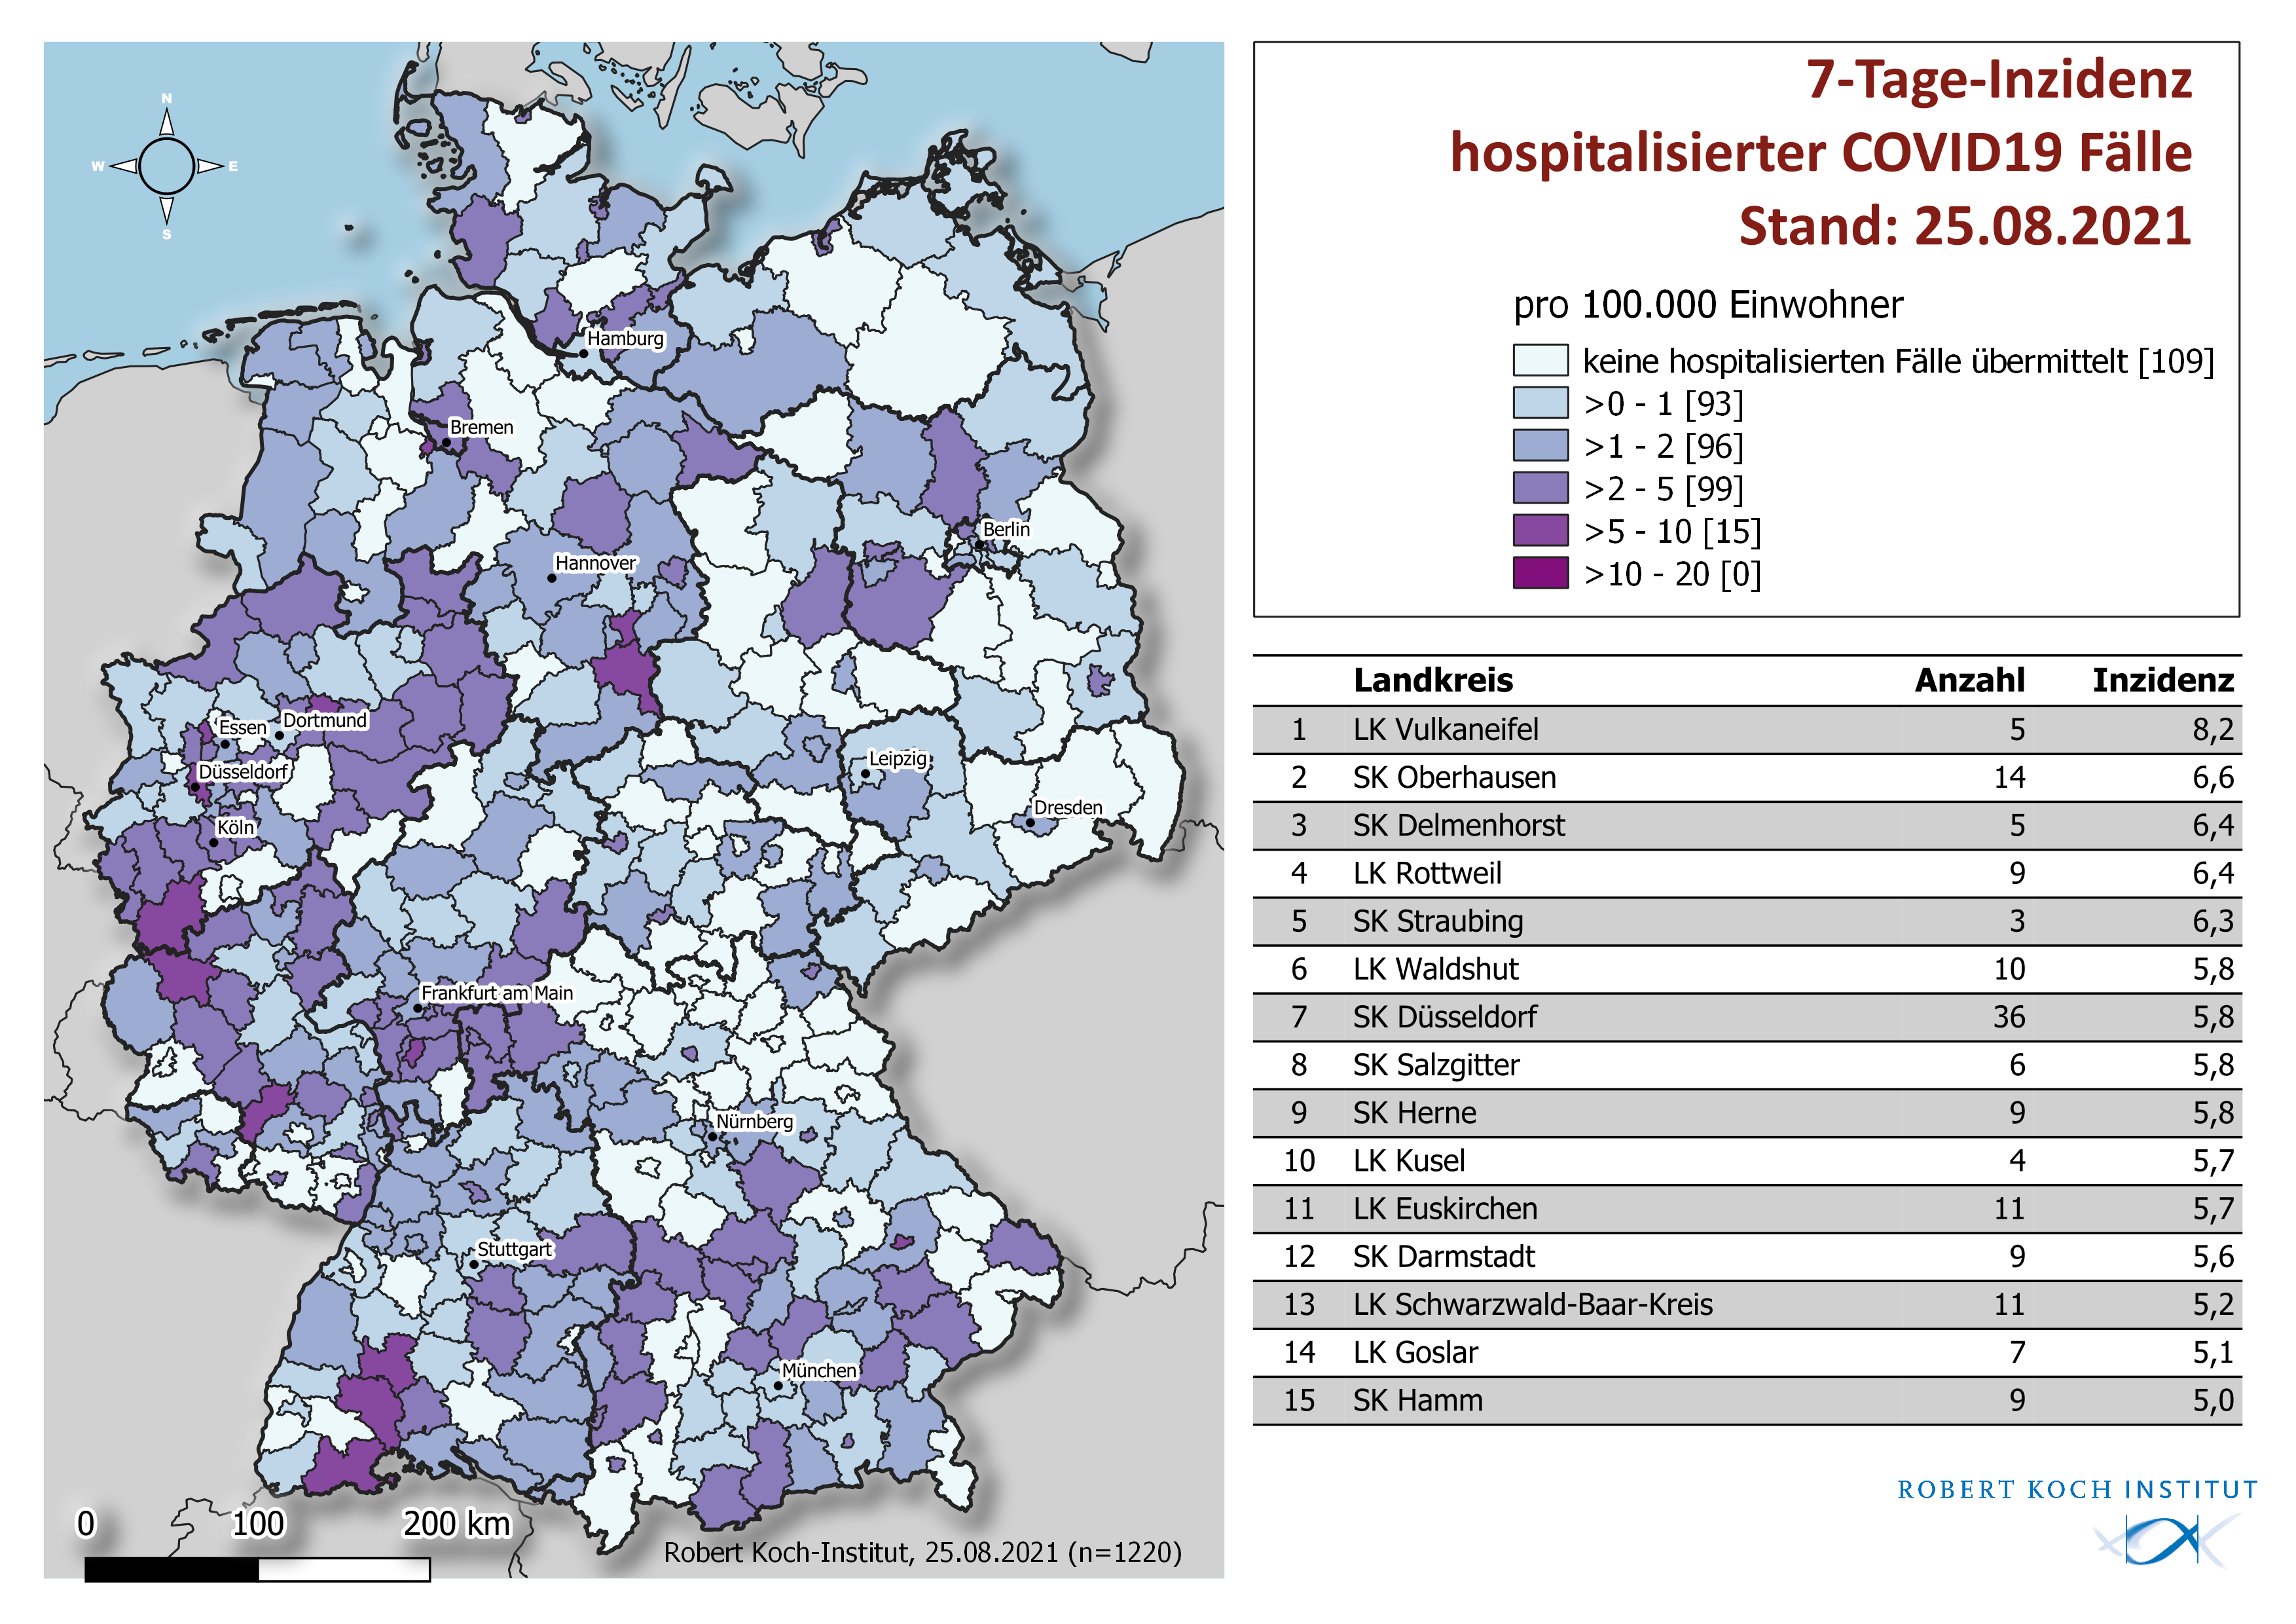 N
W
E
S
Hamburg
Bremen
Berlin
Hannover
Essen
Dortmund
Düsseldorf
Leipzig
Köln
Dresden
Frankfurt am Main
Nürnberg
Stuttgart
München
0 100 200 km
Robert Koch-Institut, 25.08.2021 (n=1220)
7-Tage-Inzidenz
hospitalisierter COVID19 Fälle
Stand: 25.08.2021
pro 100.000 Einwohner
keine hospitalisierten Fälle übermittelt [109]
>0 - 1 [93]
>1 - 2 [96]
>2 - 5 [99]
>5 - 10 [15]
>10 - 20 [0]
Landkreis Anzahl Inzidenz
1 LK Vulkaneifel 5 8,2
2 SK Oberhausen 14 6,6
3 SK Delmenhorst 5 6,4
4 LK Rottweil 9 6,4
5 SK Straubing 3 6,3
6 LK Waldshut 10 5,8
7 SK Düsseldorf 36 5,8
8 SK Salzgitter 6 5,8
9 SK Herne 9 5,8
10 LK Kusel 4 5,7
11 LK Euskirchen 11 5,7
12 SK Darmstadt 9 5,6
13 LK Schwarzwald-Baar-Kreis 11 5,2
14 LK Goslar 7 5,1
15 SK Hamm 9 5,0
ROBERT KOCH INSTITUT